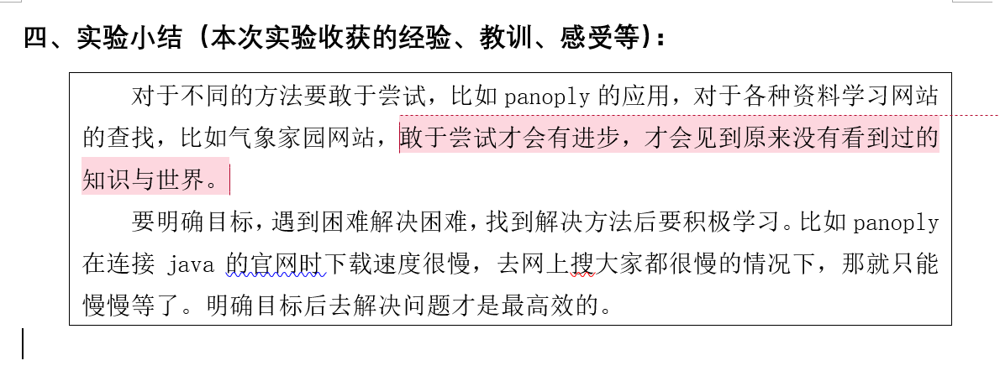 四、实验小结（本次实验收获的经验、教训、感受等）：
对于不同的方法要敢于尝试，比如 panoply 的应用，对于各种资料学习网站
的查找，比如气象家园网站，敢于尝试才会有进步，才会见到原来没有看到过的
知识与世界。
要明确目标，遇到困难解决困难，找到解决方法后要积极学习。比如 panoply
在连接 java 的官网时下载速度很慢，去网上搜大家都很慢的情况下，那就只能
慢慢等了。明确目标后去解决问题才是最高效的。